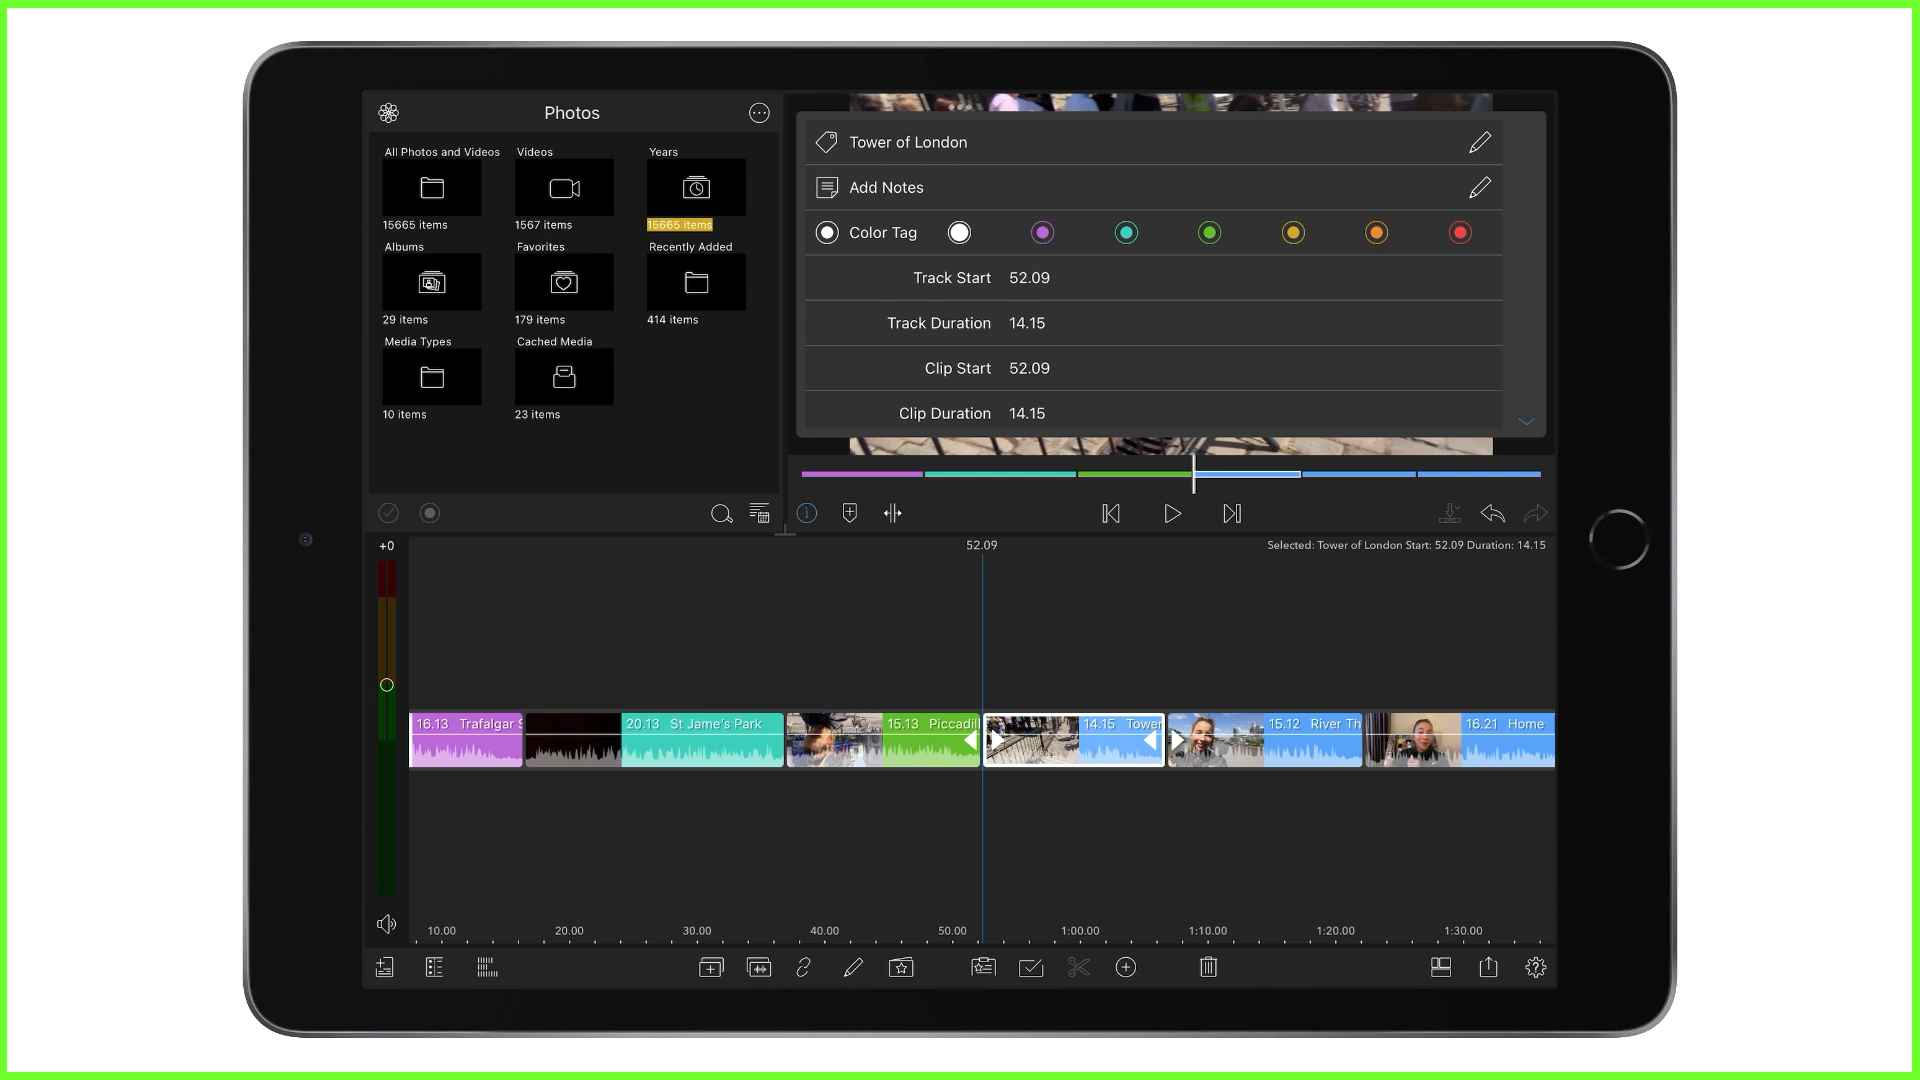 Photos
All Photos and Videos
Videos
Years
15665 items
1567 items
15665 items
Albums
Favorites
Recently Added
29 items
179 items
414 items
Media Types
Cached Media
10 items
23 items
Tower of London
Add Notes
Color Tag
Track Start 52.09
Track Duration 14.15
Clip Start 52.09
Clip Duration 14.15
+0
52.09
Selected: Tower of London Start: 52.09 Duration: 14.15
16.13 Trafalgar S
20.13 St Jame's Park
15.13 Piccadil
14.15 Tower
15.12 River Th
16.21 Home
10.00 20.00 30.00 40.00 50.00 1:00.00 1:10.00 1:20.00 1:30.00